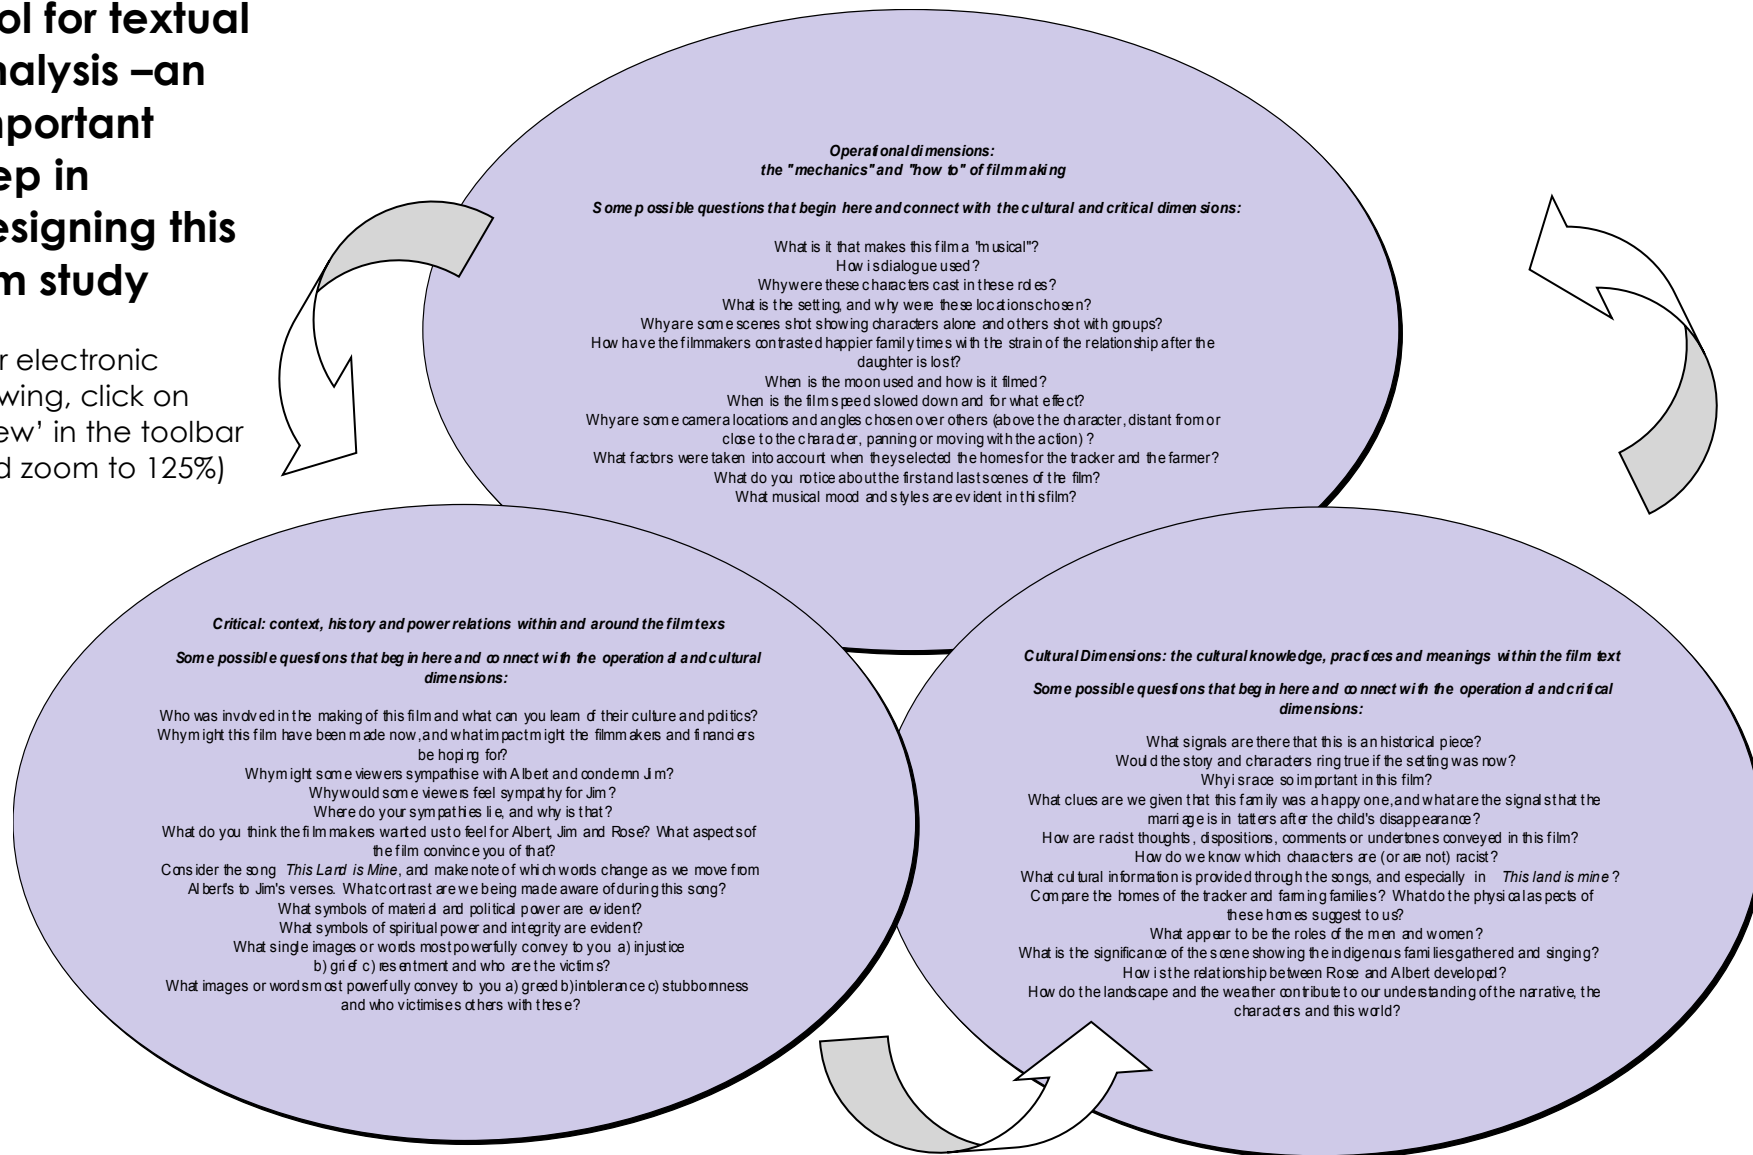 ol for textual
nalysis –an
mportant
ep in
esigning this
m study
r electronic
wing, click on
ew’ in the toolbar
d zoom to 125%)
Operational dimensions:
the "mechanics" and "how to" of filmmaking
Some possible questions that begin here and connect with the cultural and critical dimensions:
What is it that makes this film a "musical"?
How is dialogue used?
Why were these characters cast in these roles?
What is the setting, and why were these locations chosen?
Why are some scenes shot showing characters alone and others shot with groups?
How have the filmmakers contrasted happier family times with the strain of the relationship after the
daughter is lost?
When is the moon used and how is it filmed?
When is the film speed slowed down and for what effect?
Why are some camera locations and angles chosen over others (above the character, distant from or
close to the character, panning or moving with the action) ?
What factors were taken into account when they selected the homes for the tracker and the farmer?
What do you notice about the first and last scenes of the film?
What musical mood and styles are evident in this film?
Critical: context, history and power relations within and around the film texs
Some possible questions that begin here and connect with the operational and cultural
dimensions:
Who was involved in the making of this film and what can you learn of their culture and politics?
Why might this film have been made now, and what impact might the filmmakers and financiers
be hoping for?
Why might some viewers sympathise with Albert and condemn Jim?
Why would some viewers feel sympathy for Jim?
Where do your sympathies lie, and why is that?
What do you think the filmmakers wanted us to feel for Albert, Jim and Rose? What aspects of
the film convince you of that?
Consider the song This Land is Mine, and make note of which words change as we move from
Albert's to Jim's verses. What contrast are we being made aware of during this song?
What symbols of material and political power are evident?
What symbols of spiritual power and integrity are evident?
What single images or words most powerfully convey to you a) injustice
b) grief c) resentment and who are the victims?
What images or words most powerfully convey to you a) greed b) intolerance c) stubbornness
and who victimises others with these?
Cultural Dimensions: the cultural knowledge, practices and meanings within the film text
Some possible questions that begin here and connect with the operational and critical
dimensions:
What signals are there that this is an historical piece?
Would the story and characters ring true if the setting was now?
Why is race so important in this film?
What clues are we given that this family was a happy one, and what are the signals that the
marriage is in tatters after the child's disappearance?
How are racist thoughts, dispositions, comments or undertones conveyed in this film?
How do we know which characters are (or are not) racist?
What cultural information is provided through the songs, and especially in This land is mine?
Compare the homes of the tracker and farming families? What do the physical aspects of
these homes suggest to us?
What appear to be the roles of the men and women?
What is the significance of the scene showing the indigenous families gathered and singing?
How is the relationship between Rose and Albert developed?
How do the landscape and the weather contribute to our understanding of the narrative, the
characters and this world?